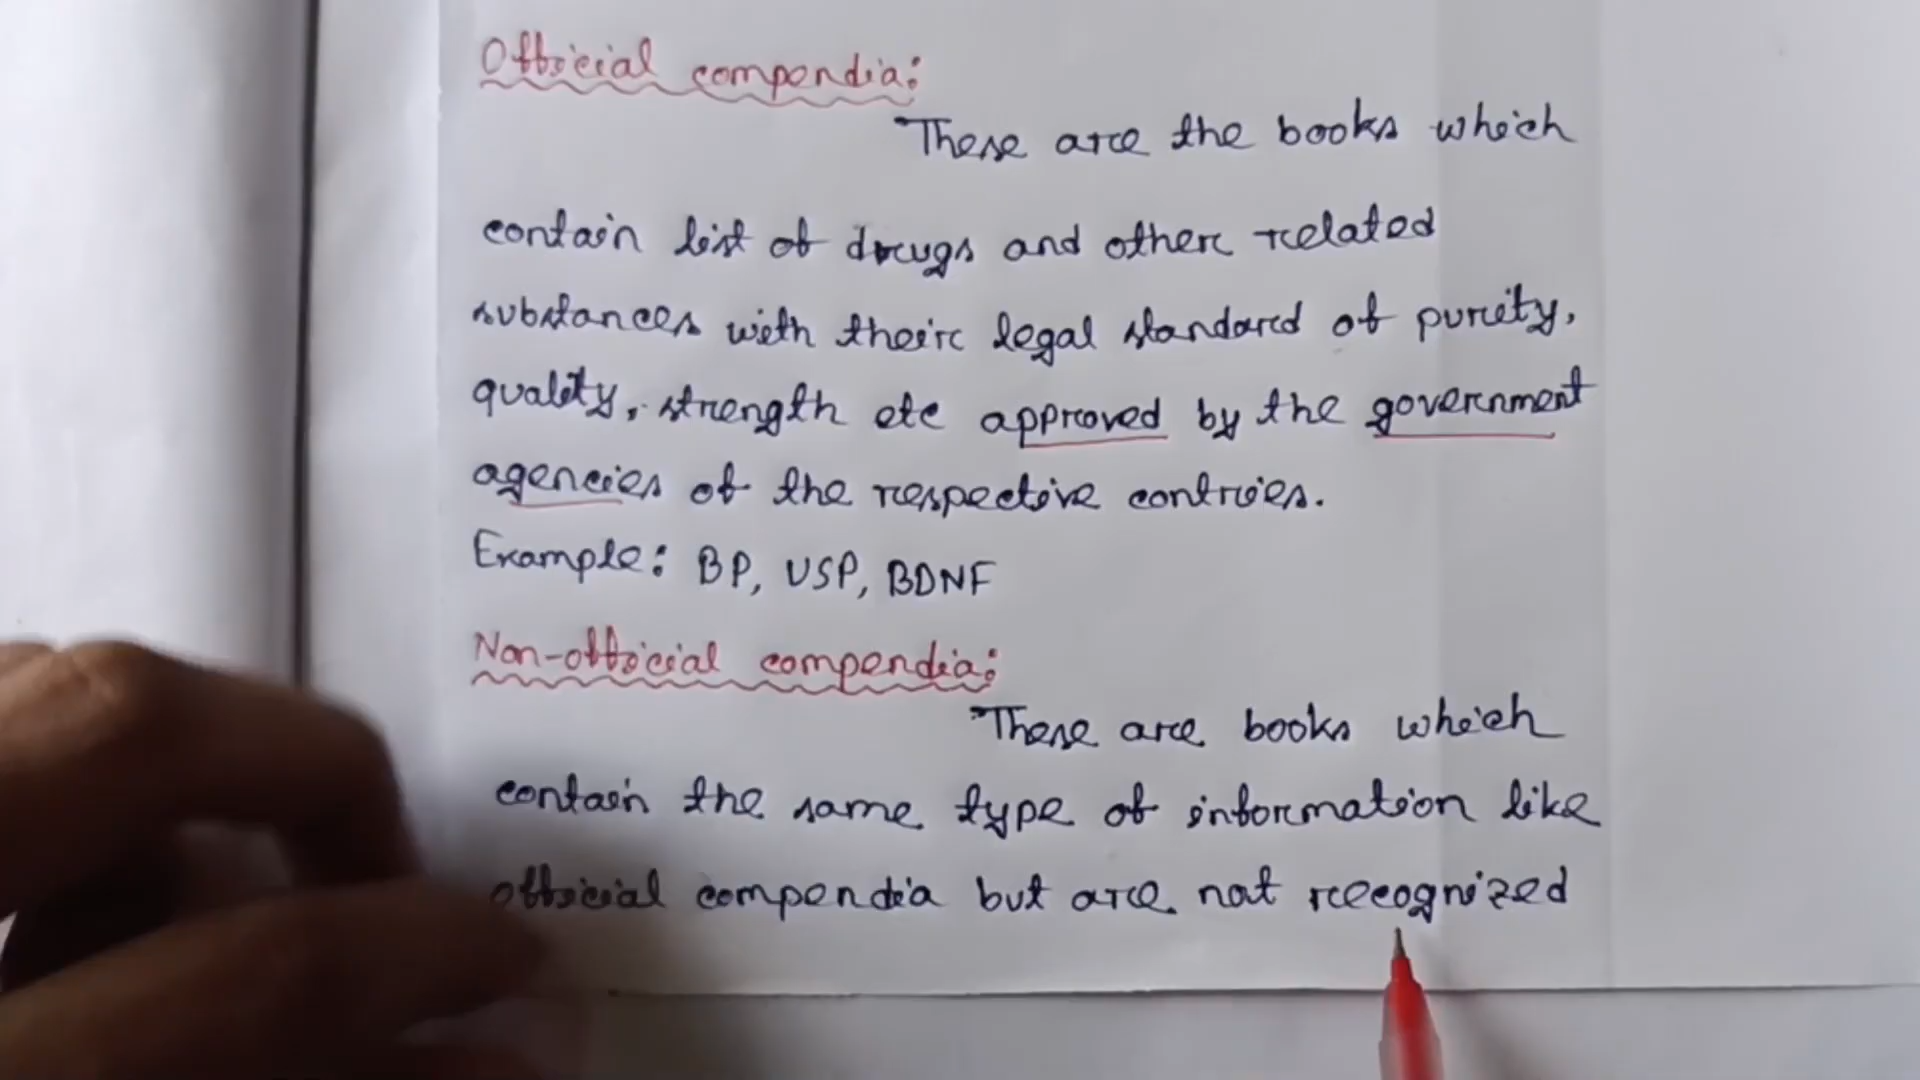 Official compendia:
These are the books which
contain list of drugs and other related
substances with their legal standard of purity,
quality, strength etc approved by the government
agencies of the respective contries.
Example: BP, USP, BDNF
Non-official compendia:
These are books which
contain the same type of information like
official compendia but are not recognized